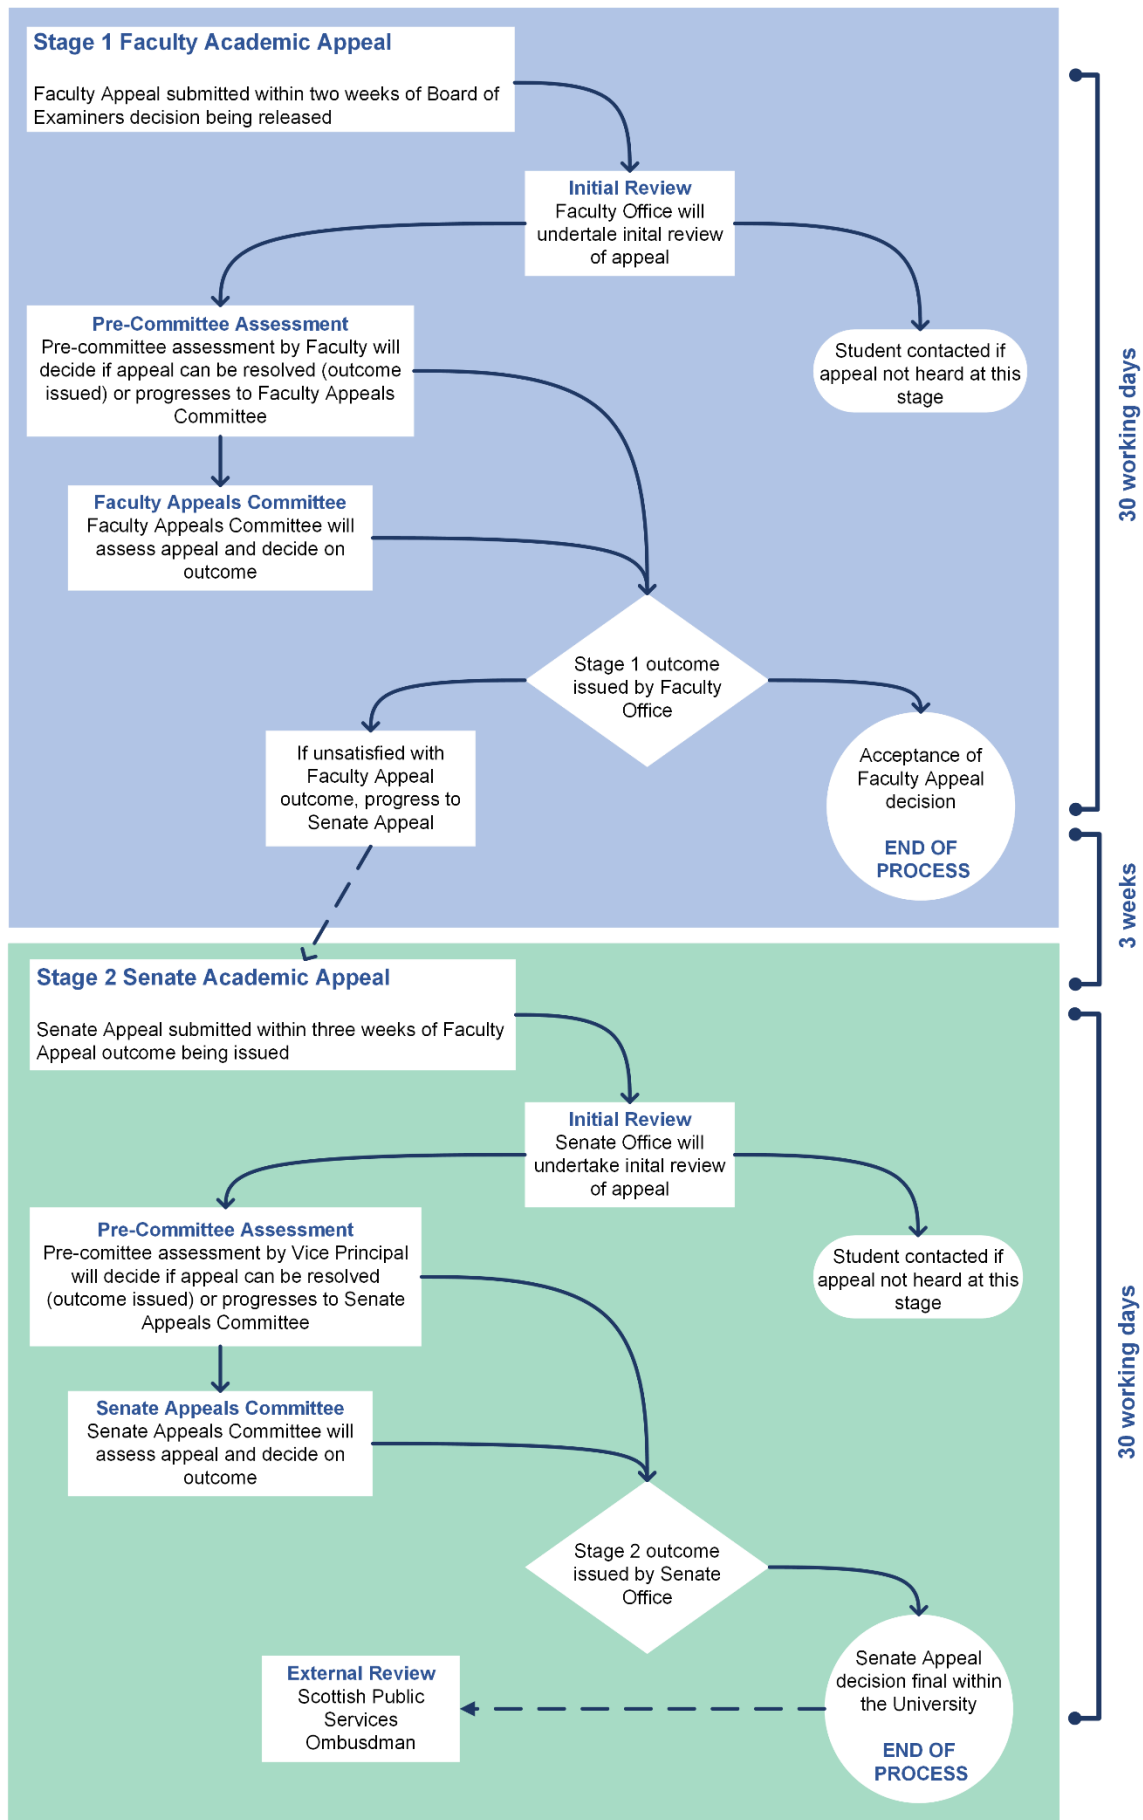 Stage 1 Faculty Academic Appeal
Faculty Appeal submitted within two weeks of Board of
Examiners decision being released
Initial Review
Faculty Office will
undertale inital review
of appeal
Pre-Committee Assessment
Pre-committee assessment by Faculty will
decide if appeal can be resolved (outcome
issued) or progresses to Faculty Appeals
Committee
Student contacted if
appeal not heard at this
stage
Faculty Appeals Committee
Faculty Appeals Committee will
assess appeal and decide on
outcome
Stage 1 outcome
issued by Faculty
Office
If unsatisfied with
Faculty Appeal
outcome, progress to
Senate Appeal
Acceptance of
Faculty Appeal
decision
END OF
PROCESS
30 working days
3 weeks
Stage 2 Senate Academic Appeal
Senate Appeal submitted within three weeks of Faculty
Appeal outcome being issued
Initial Review
Senate Office will
undertake inital review
of appeal
Pre-Committee Assessment
Pre-comittee assessment by Vice Principal
will decide if appeal can be resolved
(outcome issued) or progresses to Senate
Appeals Committee
Student contacted if
appeal not heard at this
stage
Senate Appeals Committee
Senate Appeals Committee will
assess appeal and decide on
outcome
Stage 2 outcome
issued by Senate
Office
External Review
Scottish Public
Services
Ombusdman
Senate Appeal
decision final within
the University
END OF
PROCESS
30 working days